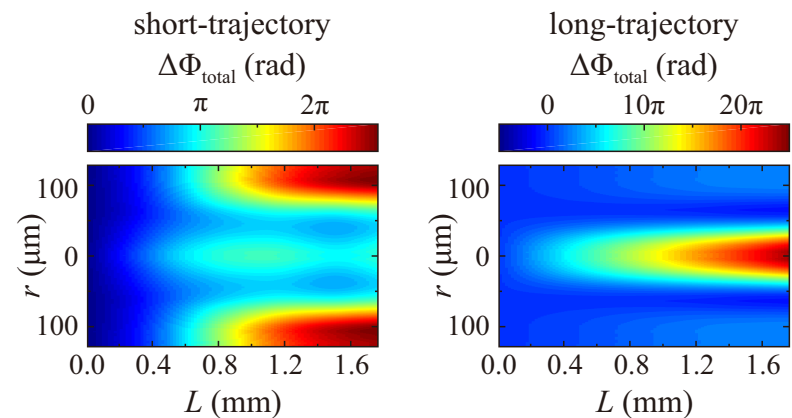 short-trajectory
ΔΦtotal (rad)
0 π 2π
r (μm)
100
0
100
0.0 0.4 0.8 1.2 1.6
L (mm)
long-trajectory
ΔΦtotal (rad)
0 10π 20π
r (μm)
100
0
100
0.0 0.4 0.8 1.2 1.6
L (mm)